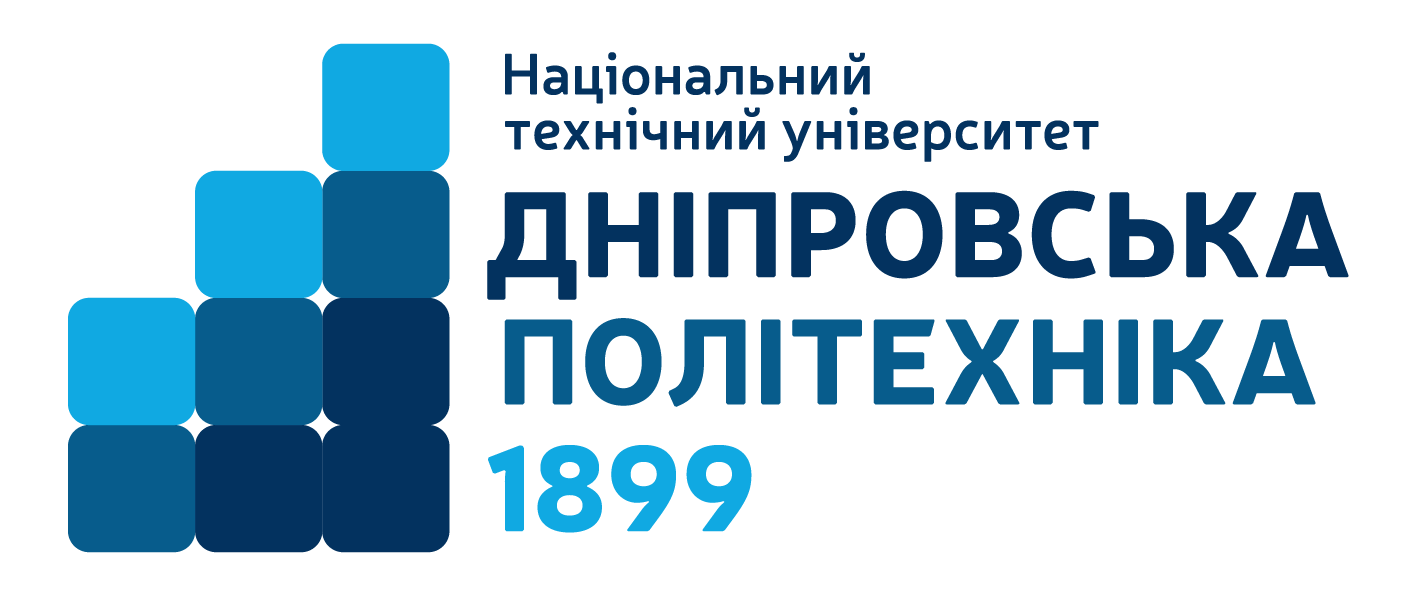 Національний
технічний університет
ДНІПРОВСЬКА
ПОЛІТЕХНІКА
1899